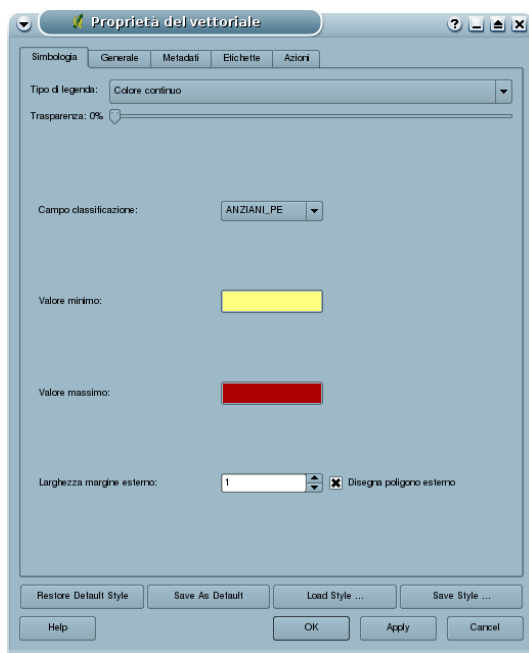 Proprietà del vettoriale
Simbologia Generale Metadati Etichette Azioni
Tipo di legenda: Colore continuo
Trasparenza: 0%
Campo classificazione: ANZIANI_PE
Valore minimo:
Valore massimo:
Larghezza margine esterno: 1 Disegna poligono esterno
Restore Default Style Save As Default Load Style ... Save Style ...
Help OK Apply Cancel